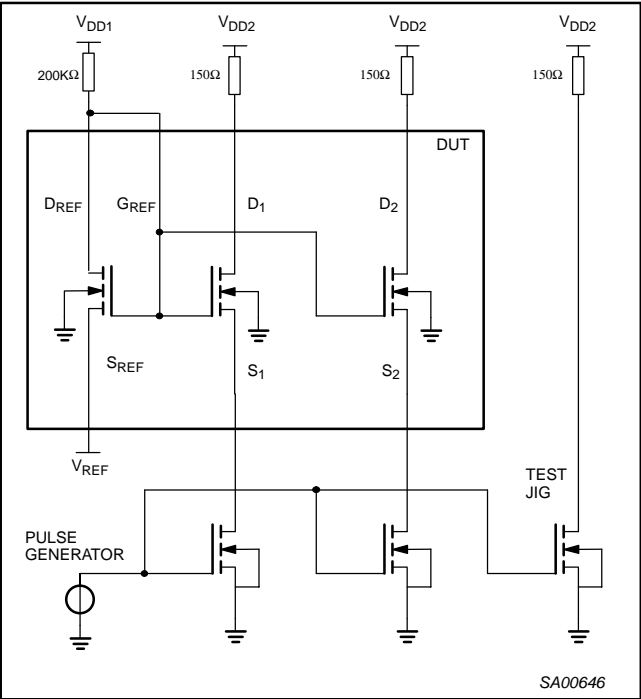 VDD1 VDD2 VDD2 VDD2
200KΩ 150Ω 150Ω 150Ω
DUT
DREF GREF D1 D2
SREF S1 S2
VREF
TEST
JIG
PULSE
GENERATOR
SA00646